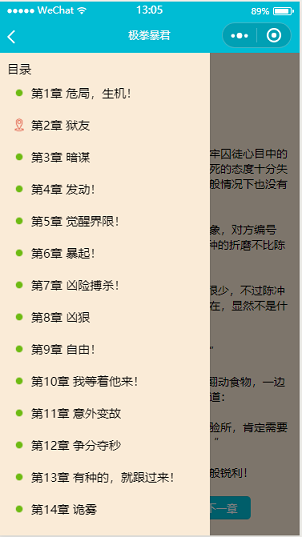 WeChat
13:05
89%
极拳暴君
目录
第1章 危局，生机！
第2章 狱友
第3章 暗谋
第4章 发动！
第5章 觉醒界限！
第6章 暴起！
第7章 凶险搏杀！
第8章 凶狠
第9章 自由！
第10章 我等着他来！
第11章 意外变故
第12章 争分夺秒
第13章 有种的，就跟过来！
第14章 诡雾
牢囚徒心目中的
死的态度十分失
般情况下也没有
象，对方编号
种的折磨不比陈
很少，不过陈冲
在，显然不是什
”
动食物，一边
道：
验所，肯定需要
”
般锐利！
下一章